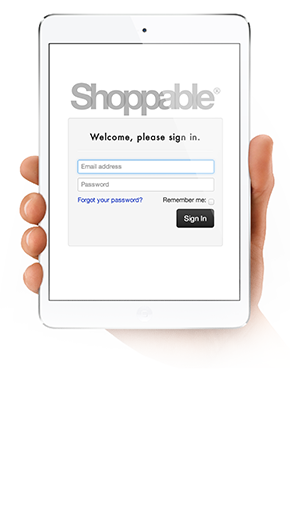 Shoppable®
Welcome, please sign in.
Email address
Password
Forgot your password? Remember me:
Sign In